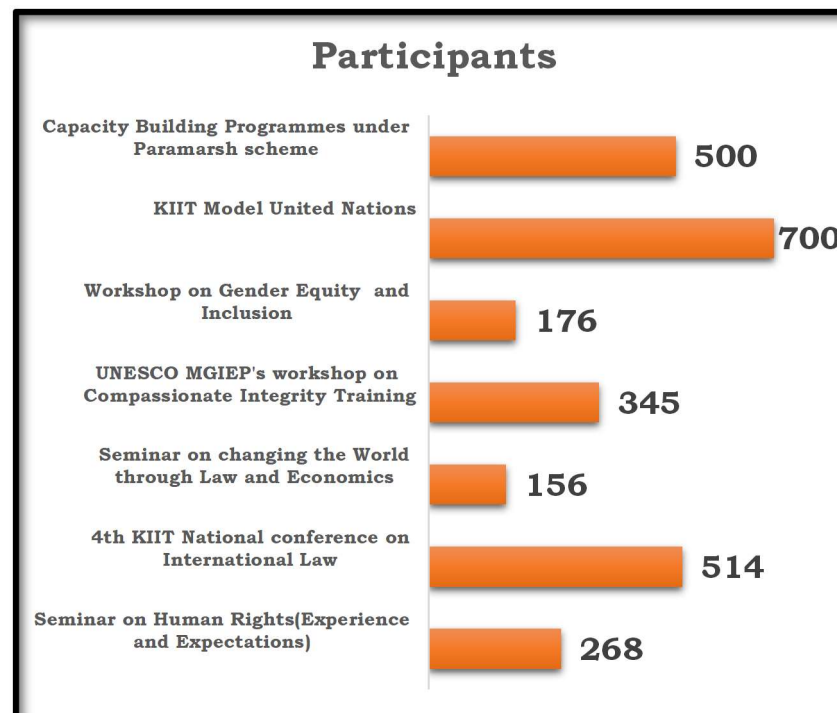 Participants
Capacity Building Programmes under
Paramarsh scheme
500
KIIT Model United Nations
700
Workshop on Gender Equity and
Inclusion
176
UNESCO MGIEP's workshop on
Compassionate Integrity Training
345
Seminar on changing the World
through Law and Economics
156
4th KIIT National conference on
International Law
514
Seminar on Human Rights(Experience
and Expectations)
268